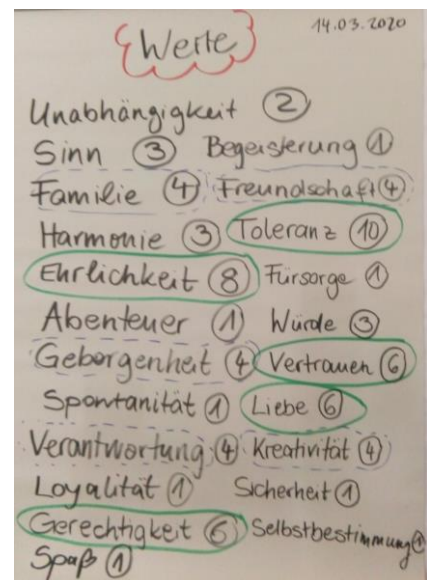 14.03.2020
Werte
Unabhängigkeit 2
Sinn 3 Begeisterung 1
Familie 4 Freundschaft 4
Harmonie 3 Toleranz 10
Ehrlichkeit 8 Fürsorge 1
Abenteuer 1 Würde 3
Geborgenheit 4 Vertrauen 6
Spontanität 1 Liebe 6
Verantwortung 4 Kreativität 4
Loyalität 1 Sicherheit 1
Gerechtigkeit 6 Selbstbestimmung 1
Spaß 1